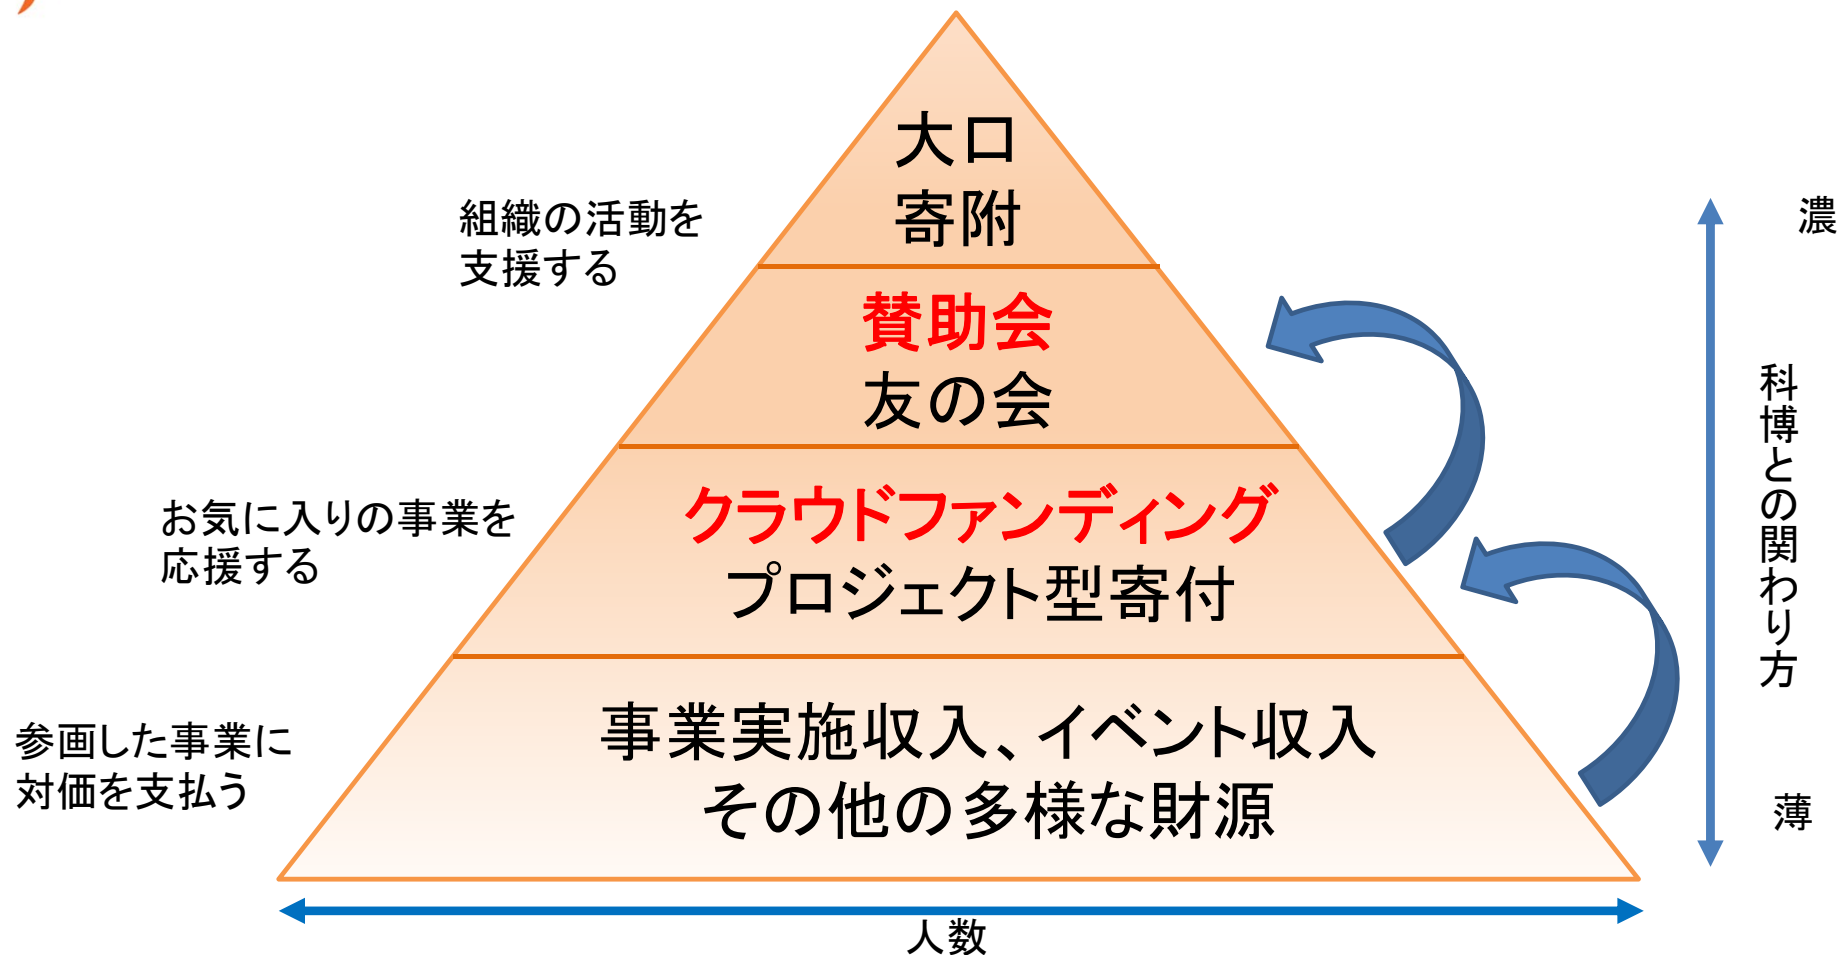 大口
寄附
組織の活動を
支援する
濃
賛助会
友の会
科博との関わり方
お気に入りの事業を
応援する
クラウドファンディング
プロジェクト型寄付
参画した事業に
対価を支払う
事業実施収入、イベント収入
その他の多様な財源
薄
人数